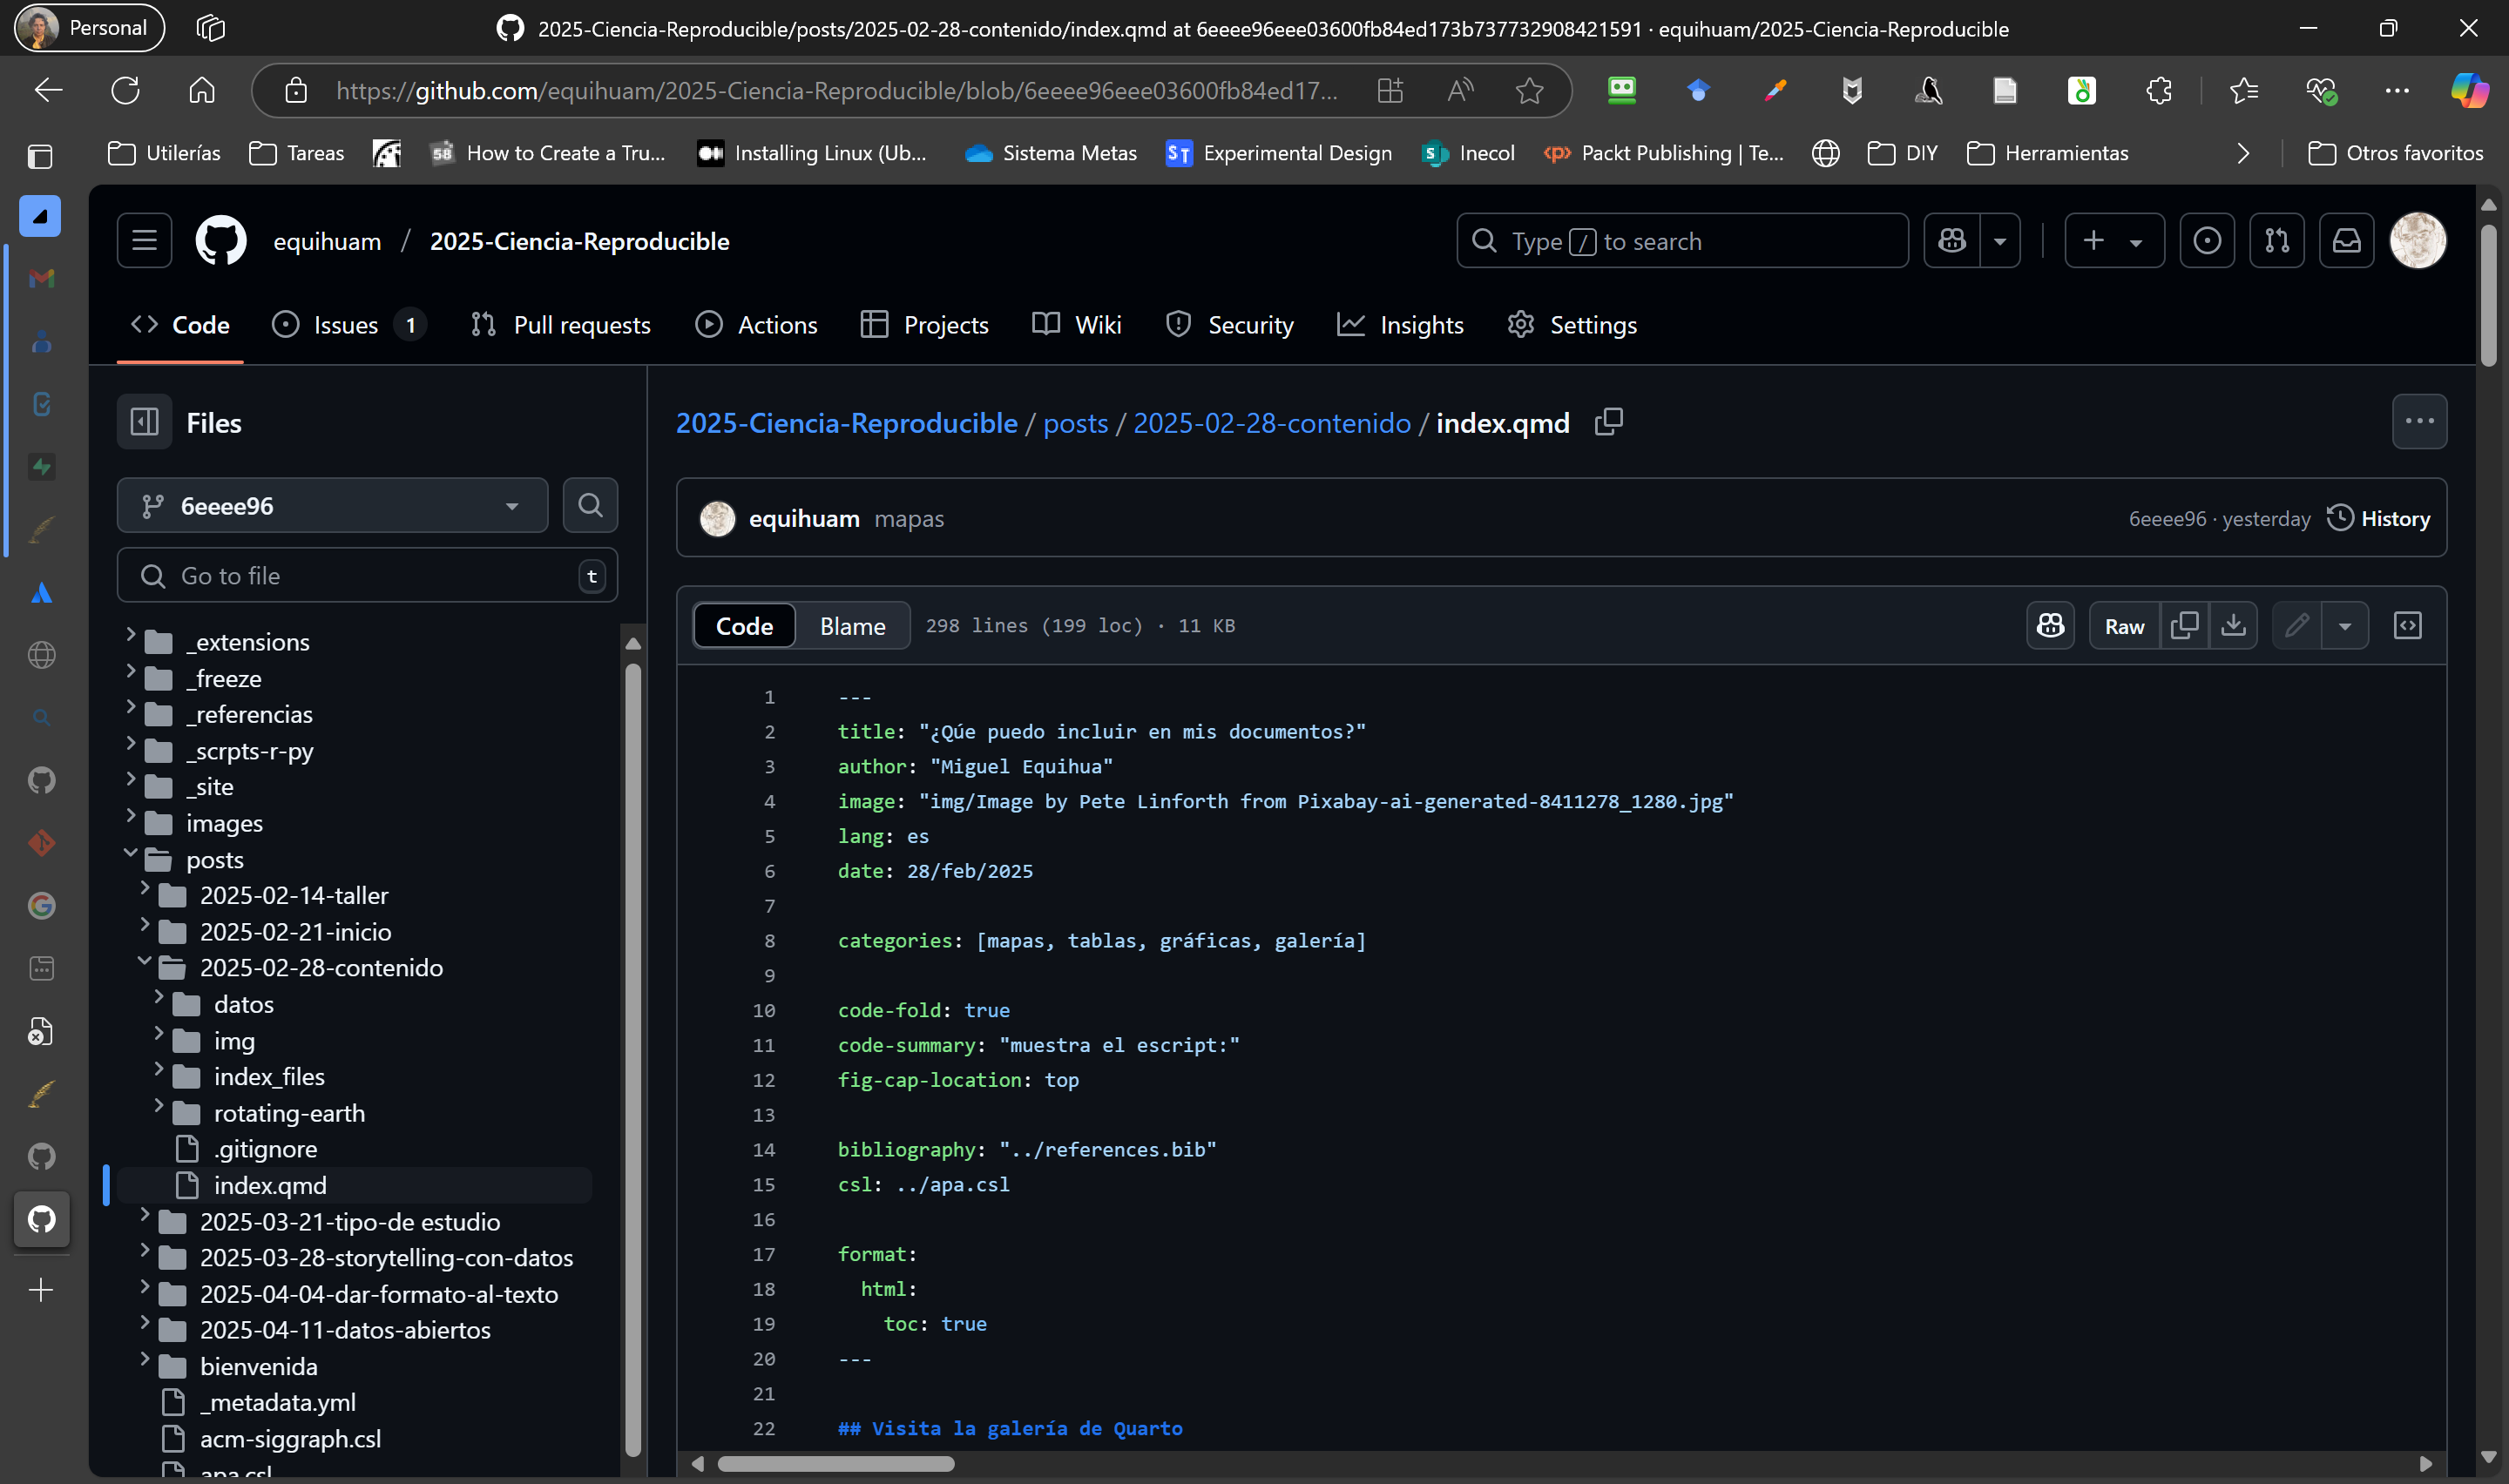 Personal
2025-Ciencia-Reproducible/posts/2025-02-28-contenido/index.qmd at 6eeee96eee03600fb84ed173b737732908421591 · equihuam/2025-Ciencia-Reproducible
https://github.com/equihuam/2025-Ciencia-Reproducible/blob/6eeee96eee03600fb84ed17...
Utilerías
Tareas
58
How to Create a Tru...
Installing Linux (Ub...
Sistema Metas
ST
Experimental Design
Inecol
Packt Publishing | Te...
DIY
Herramientas
Otros favoritos
equihuam / 2025-Ciencia-Reproducible
Type / to search
Code
Issues 1
Pull requests
Actions
Projects
Wiki
Security
Insights
Settings
Files
6eeee96
Go to file
t
_extensions
_freeze
_referencias
_scrpts-r-py
_site
images
posts
2025-02-14-taller
2025-02-21-inicio
2025-02-28-contenido
datos
img
index_files
rotating-earth
.gitignore
index.qmd
2025-03-21-tipo-de estudio
2025-03-28-storytelling-con-datos
2025-04-04-dar-formato-al-texto
2025-04-11-datos-abiertos
bienvenida
_metadata.yml
acm-siggraph.csl
apa.csl
2025-Ciencia-Reproducible / posts / 2025-02-28-contenido / index.qmd
equihuam mapas
6eeee96 · yesterday
History
Code
Blame
298 lines (199 loc) · 11 KB
Raw
1 ---
2 title: "¿Qúe puedo incluir en mis documentos?"
3 author: "Miguel Equihua"
4 image: "img/Image by Pete Linforth from Pixabay-ai-generated-8411278_1280.jpg"
5 lang: es
6 date: 28/feb/2025
7
8 categories: [mapas, tablas, gráficas, galería]
9
10 code-fold: true
11 code-summary: "muestra el escript:"
12 fig-cap-location: top
13
14 bibliography: "../references.bib"
15 csl: ../apa.csl
16
17 format:
18 html:
19 toc: true
20 ---
21
22 ## Visita la galería de Quarto